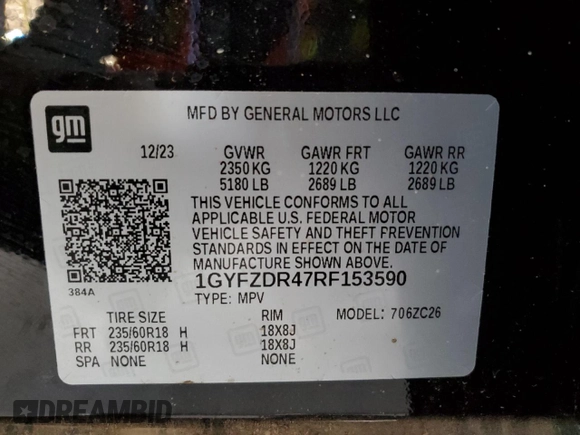 gm
MFD BY GENERAL MOTORS LLC
12/23 GVWR GAWR FRT GAWR RR
2350 KG 1220 KG 1220 KG
5180 LB 2689 LB 2689 LB
THIS VEHICLE CONFORMS TO ALL
APPLICABLE U.S. FEDERAL MOTOR
VEHICLE SAFETY AND THEFT PREVENTION
STANDARDS IN EFFECT ON THE DATE OF
MANUFACTURE SHOWN ABOVE.
384A
1GYFZDR47RF153590
TYPE: MPV
TIRE SIZE RIM MODEL: 706ZC26
FRT 235/60R18 H 18X8J
RR 235/60R18 H 18X8J
SPA NONE NONE
DREAMBID